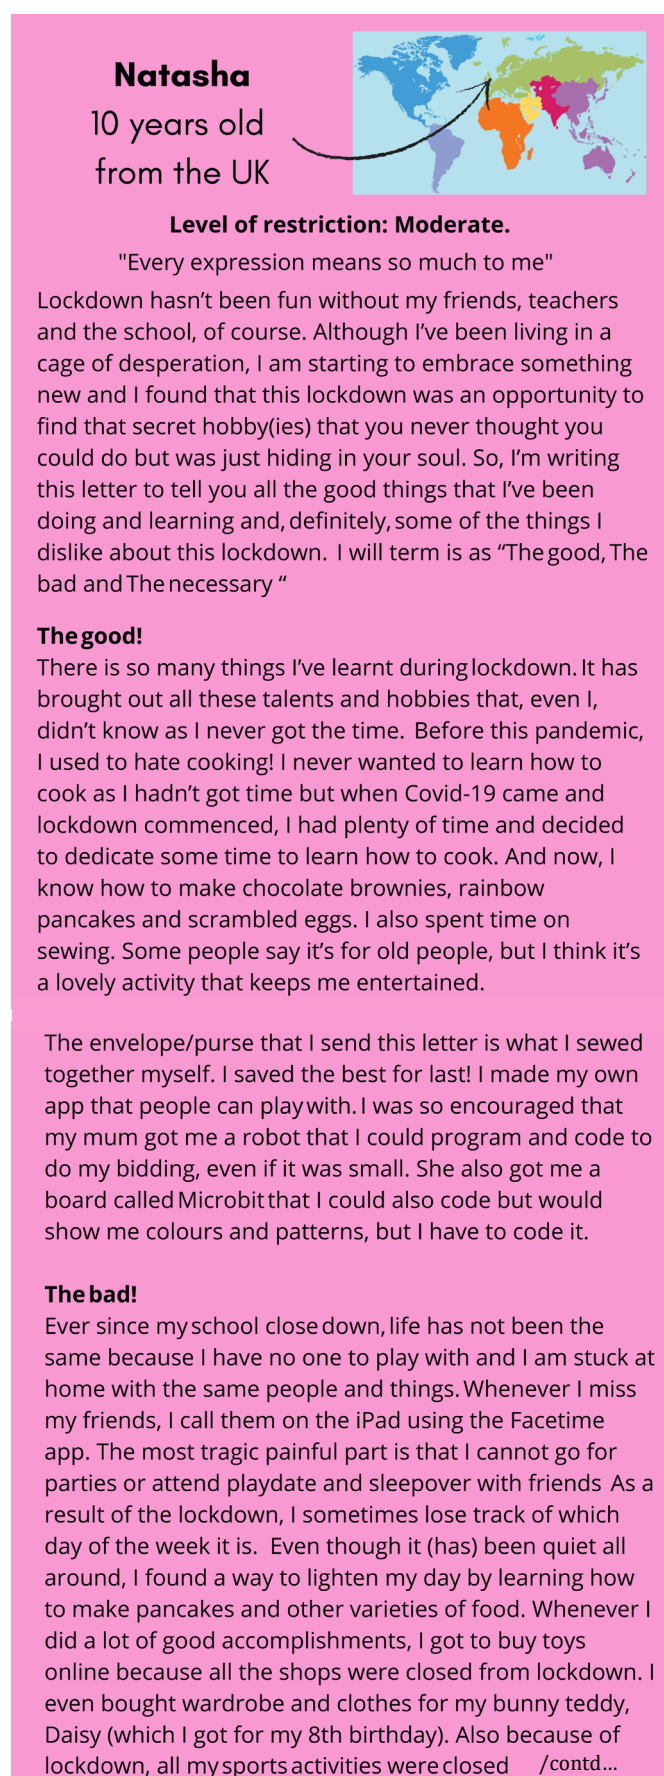 Natasha
10 years old
from the UK
Level of restriction: Moderate.
"Every expression means so much to me"
Lockdown hasn’t been fun without my friends, teachers
and the school, of course. Although I’ve been living in a
cage of desperation, I am starting to embrace something
new and I found that this lockdown was an opportunity to
find that secret hobby(ies) that you never thought you
could do but was just hiding in your soul. So, I’m writing
this letter to tell you all the good things that I’ve been
doing and learning and, definitely, some of the things I
dislike about this lockdown. I will term is as “The good, The
bad and The necessary “
The good!
There is so many things I’ve learnt during lockdown. It has
brought out all these talents and hobbies that, even I,
didn’t know as I never got the time. Before this pandemic,
I used to hate cooking! I never wanted to learn how to
cook as I hadn’t got time but when Covid-19 came and
lockdown commenced, I had plenty of time and decided
to dedicate some time to learn how to cook. And now, I
know how to make chocolate brownies, rainbow
pancakes and scrambled eggs. I also spent time on
sewing. Some people say it’s for old people, but I think it’s
a lovely activity that keeps me entertained.
The envelope/purse that I send this letter is what I sewed
together myself. I saved the best for last! I made my own
app that people can play with. I was so encouraged that
my mum got me a robot that I could program and code to
do my bidding, even if it was small. She also got me a
board called Microbit that I could also code but would
show me colours and patterns, but I have to code it.
The bad!
Ever since my school close down, life has not been the
same because I have no one to play with and I am stuck at
home with the same people and things. Whenever I miss
my friends, I call them on the iPad using the Facetime
app. The most tragic painful part is that I cannot go for
parties or attend playdate and sleepover with friends As a
result of the lockdown, I sometimes lose track of which
day of the week it is. Even though it (has) been quiet all
around, I found a way to lighten my day by learning how
to make pancakes and other varieties of food. Whenever I
did a lot of good accomplishments, I got to buy toys
online because all the shops were closed from lockdown. I
even bought wardrobe and clothes for my bunny teddy,
Daisy (which I got for my 8th birthday). Also because of
lockdown, all my sports activities were closed /contd...